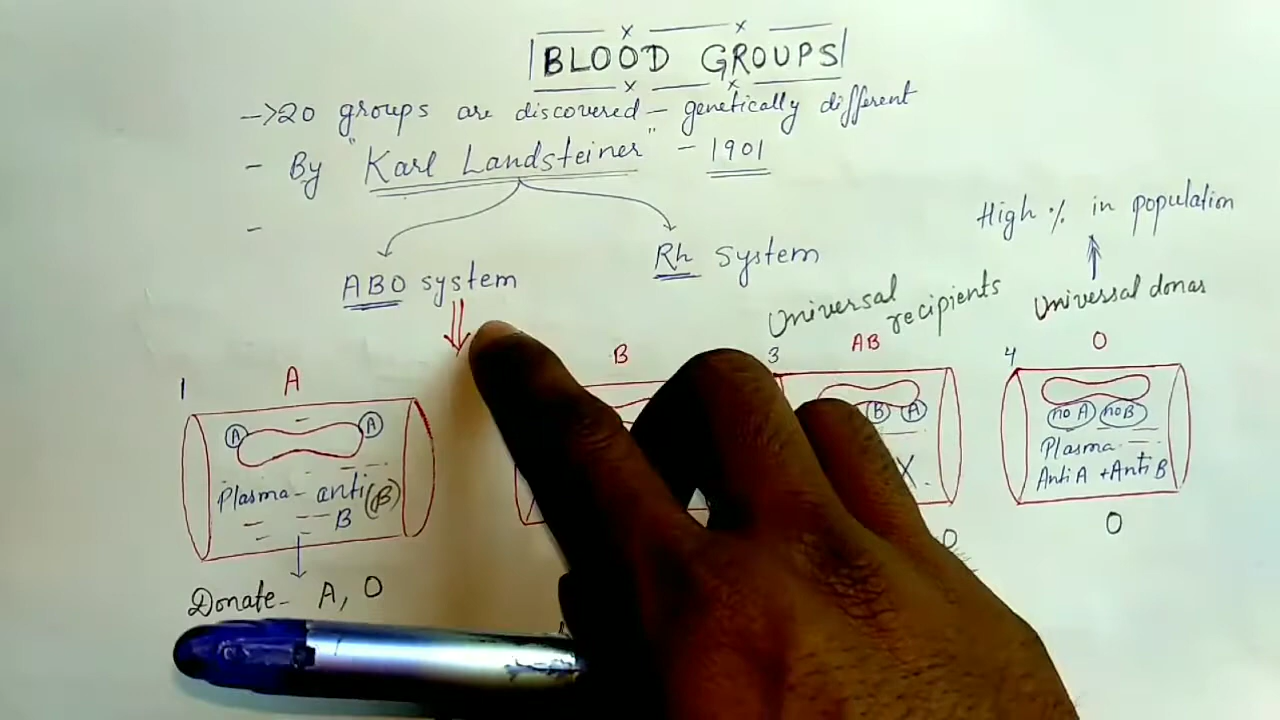 BLOOD GROUPS
->20 groups are discovered - genetically different
- By "Karl Landsteiner" - 1901
-
High % in population
ABO system
Rh system
Universal recipients
Universal donar
1
A
B
3
AB
4
O
A
A
Plasma - anti B (β)
B
A
X
no A
no B
Plasma
Anti A + Anti B
O
O
Donate - A, O